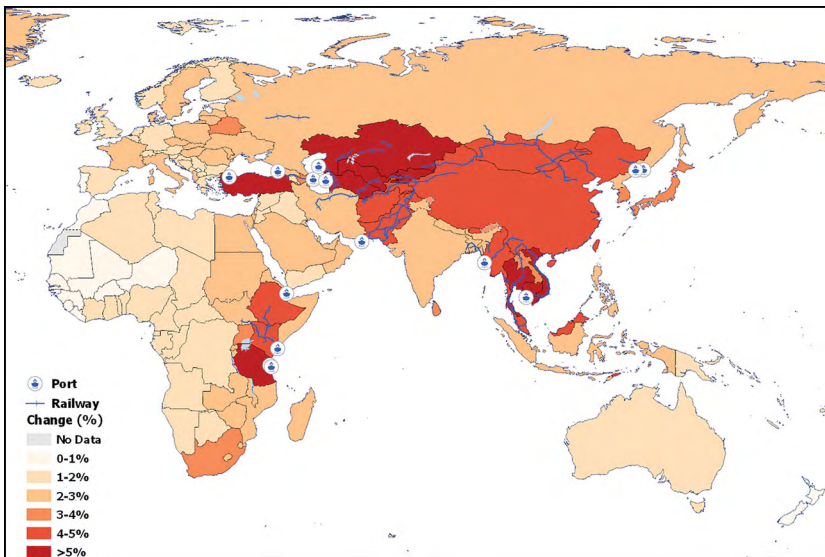 Port
Railway
Change (%)
No Data
0-1%
1-2%
2-3%
3-4%
4-5%
>5%